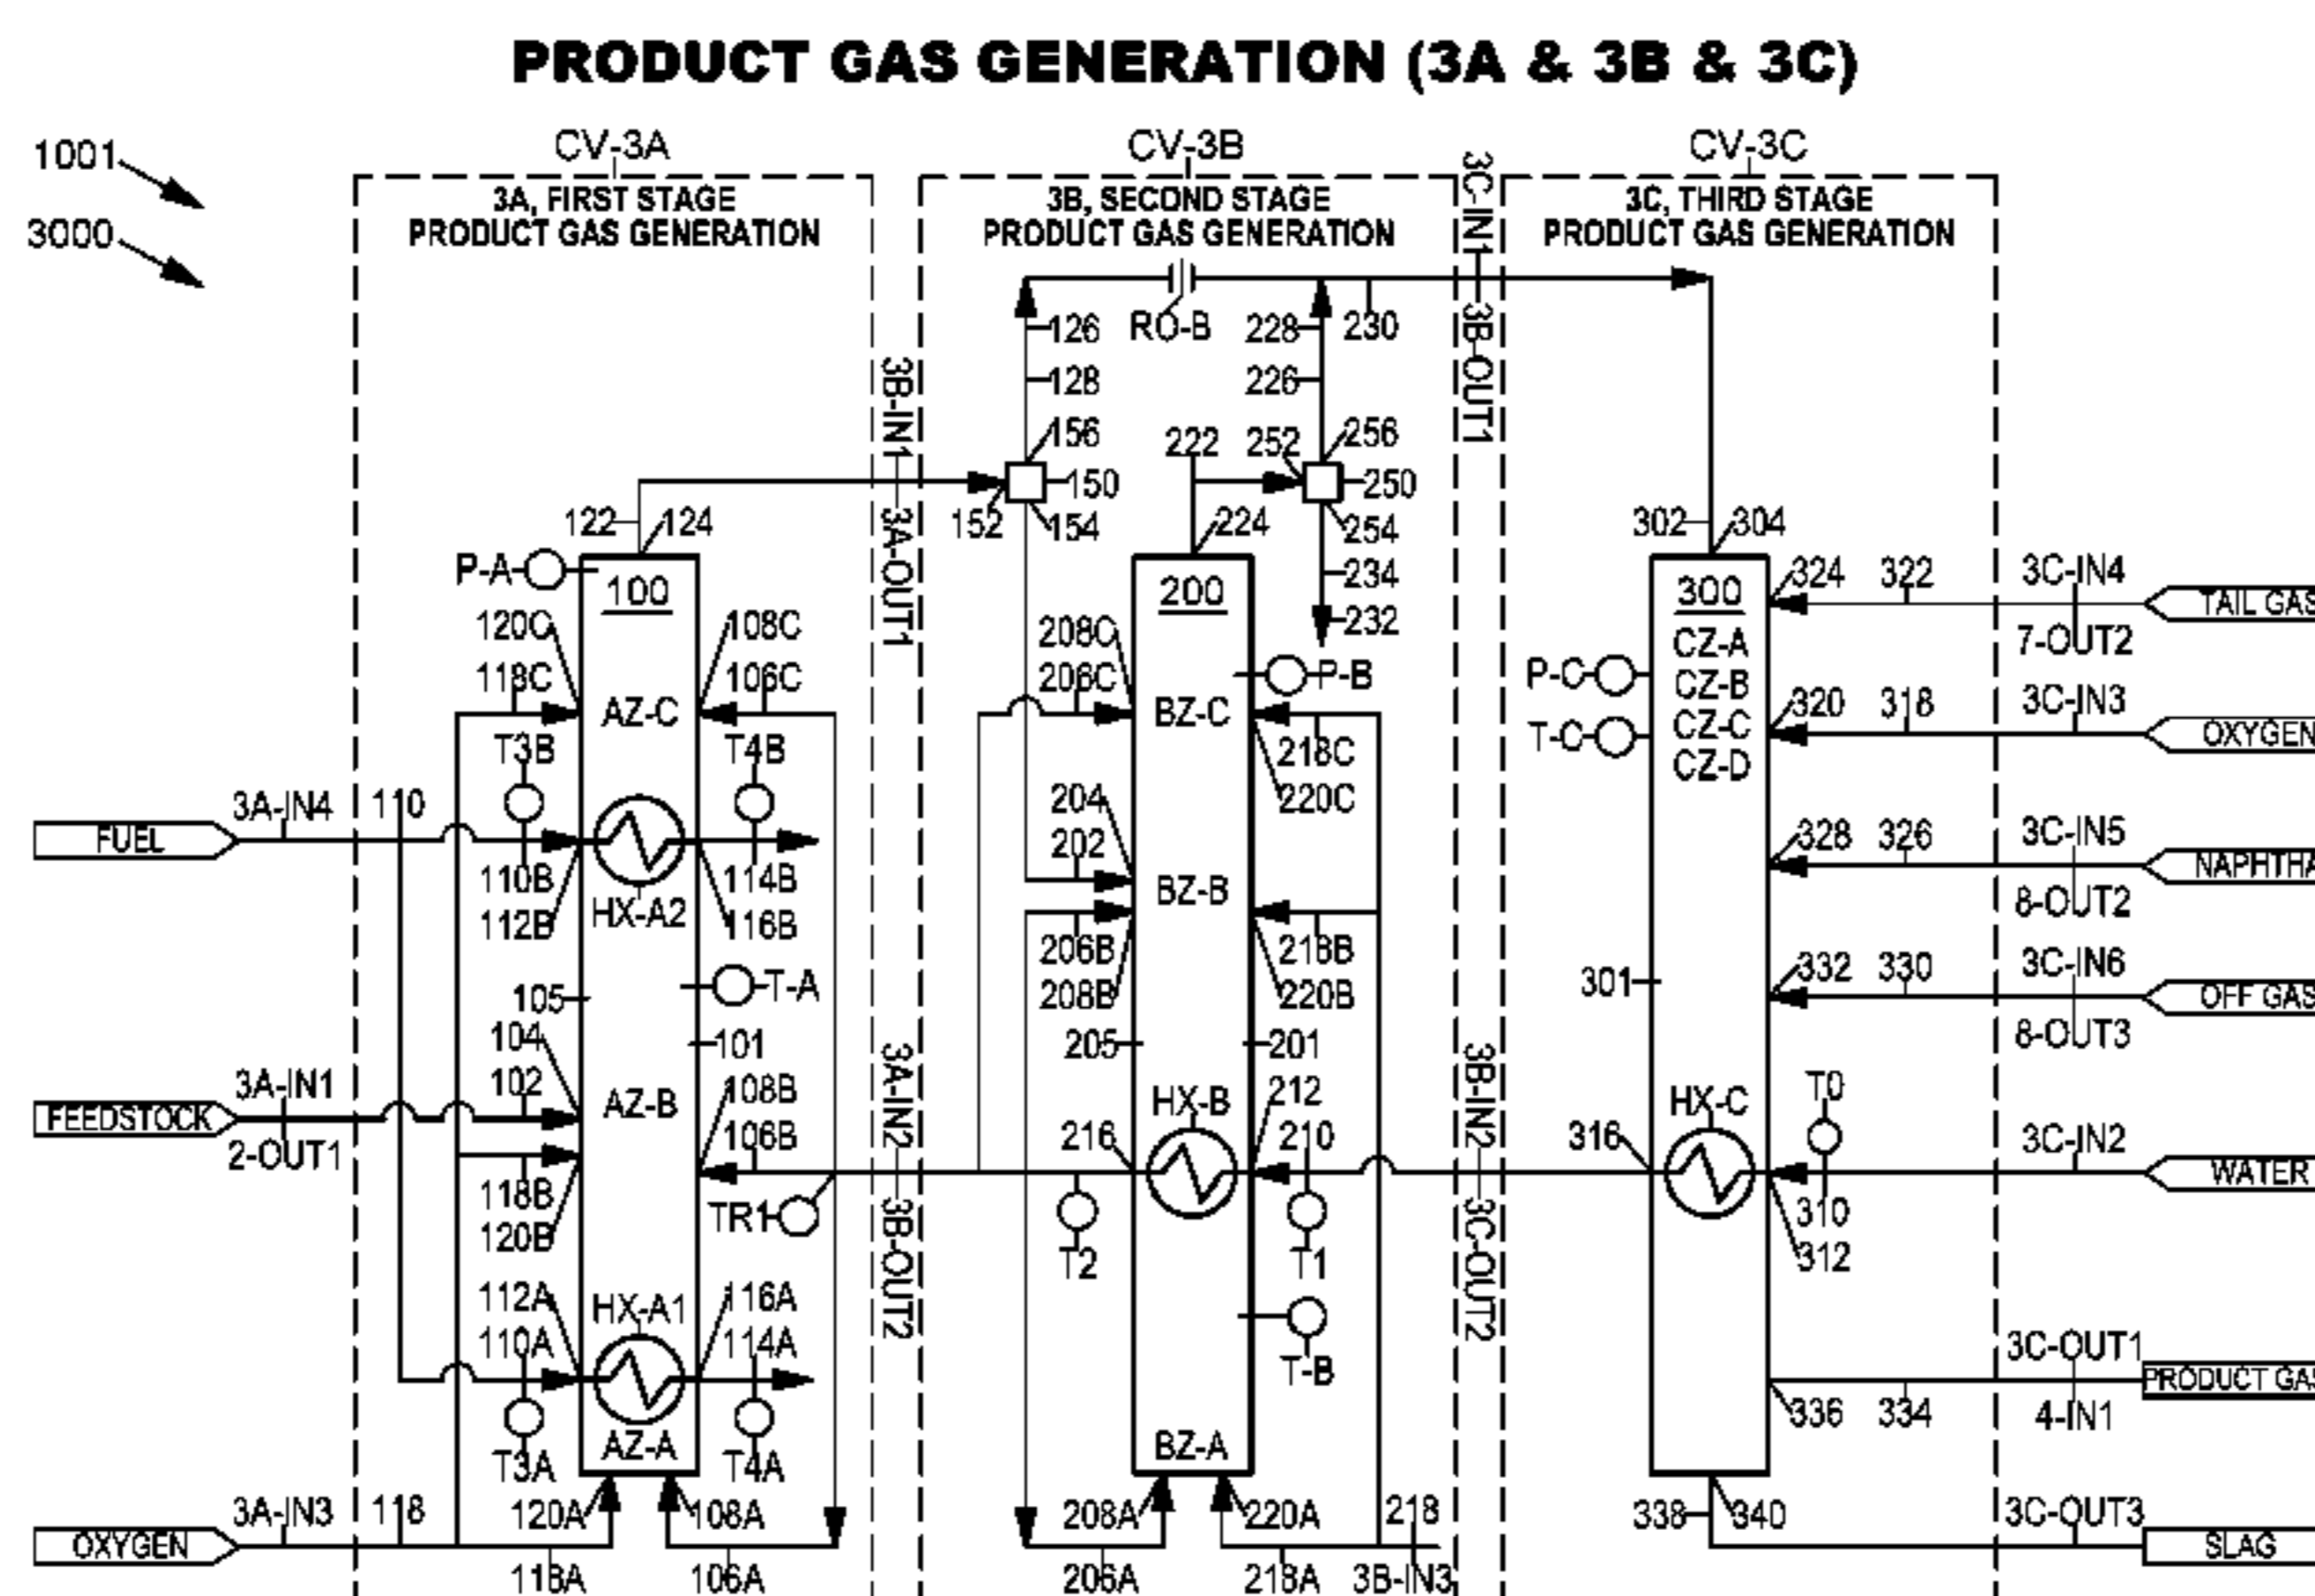 PRODUCT GAS GENERATION (3A & 3B & 3C)
1001
3000
CV-3A
3A, FIRST STAGE
PRODUCT GAS GENERATION
CV-3B
3B, SECOND STAGE
PRODUCT GAS GENERATION
CV-3C
3C, THIRD STAGE
PRODUCT GAS GENERATION
3C-IN1
3B-OUT1
3B-IN1
3A-OUT1
3A-IN2
3B-OUT2
3B-IN2
3C-OUT2
FUEL
3A-IN4
110
FEEDSTOCK
3A-IN1
2-OUT1
OXYGEN
3A-IN3
118
122
124
P-A
100
120C
108C
118C
106C
AZ-C
T3B
T4B
110B
114B
112B
HX-A2
116B
105
T-A
104
101
102
AZ-B
108B
106B
118B
120B
TR1
112A
HX-A1
116A
110A
114A
T3A
AZ-A
T4A
120A
108A
118A
106A
126
RO-B
228
230
128
226
156
222
252
256
150
250
152
154
224
254
234
232
200
208C
206C
P-B
BZ-C
218C
220C
204
202
BZ-B
206B
218B
208B
220B
205
201
HX-B
212
216
210
T2
T1
T-B
BZ-A
208A
220A
218
206A
218A
3B-IN3
302
304
300
CZ-A
CZ-B
CZ-C
CZ-D
P-C
T-C
324
322
3C-IN4
7-OUT2
TAIL GAS
320
318
3C-IN3
OXYGEN
328
326
3C-IN5
8-OUT2
NAPHTHA
332
330
3C-IN6
8-OUT3
OFF GAS
301
HX-C
T0
316
310
312
3C-IN2
WATER
336
334
3C-OUT1
4-IN1
PRODUCT GAS
338
340
3C-OUT3
SLAG